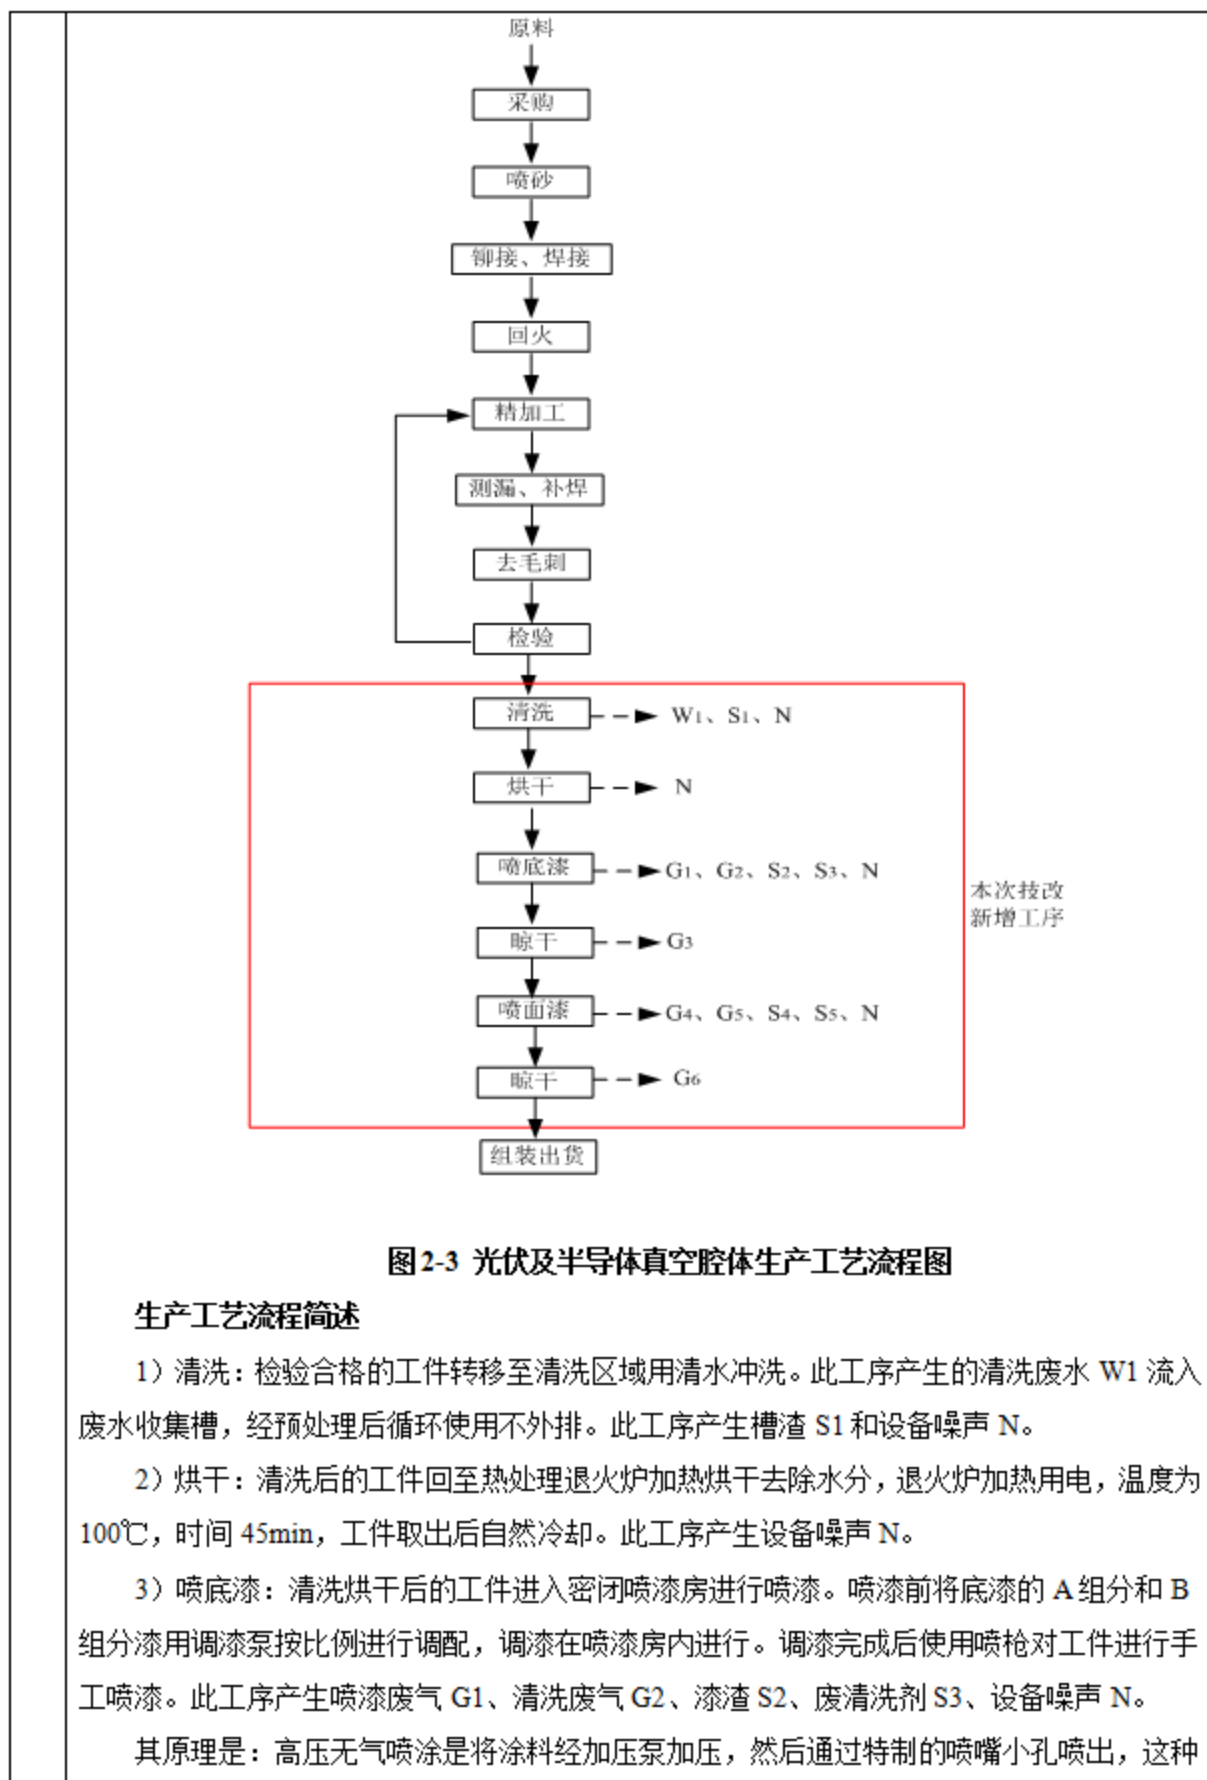 原料
采购
喷砂
铆接、焊接
回火
精加工
测漏、补焊
去毛刺
检验
清洗
W1、S1、N
烘干
N
喷底漆
G1、G2、S2、S3、N
晾干
G3
喷面漆
G4、G5、S4、S5、N
晾干
G6
本次技改
新增工序
组装出货
图2-3 光伏及半导体真空腔体生产工艺流程图
生产工艺流程简述
1）清洗：检验合格的工件转移至清洗区域用清水冲洗。此工序产生的清洗废水 W1 流入
废水收集槽，经预处理后循环使用不外排。此工序产生槽渣 S1 和设备噪声 N。
2）烘干：清洗后的工件回至热处理退火炉加热烘干去除水分，退火炉加热用电，温度为
100℃，时间 45min，工件取出后自然冷却。此工序产生设备噪声 N。
3）喷底漆：清洗烘干后的工件进入密闭喷漆房进行喷漆。喷漆前将底漆的 A 组分和 B
组分漆用调漆泵按比例进行调配，调漆在喷漆房内进行。调漆完成后使用喷枪对工件进行手
工喷漆。此工序产生喷漆废气 G1、清洗废气 G2、漆渣 S2、废清洗剂 S3、设备噪声 N。
其原理是：高压无气喷涂是将涂料经加压泵加压，然后通过特制的喷嘴小孔喷出，这种